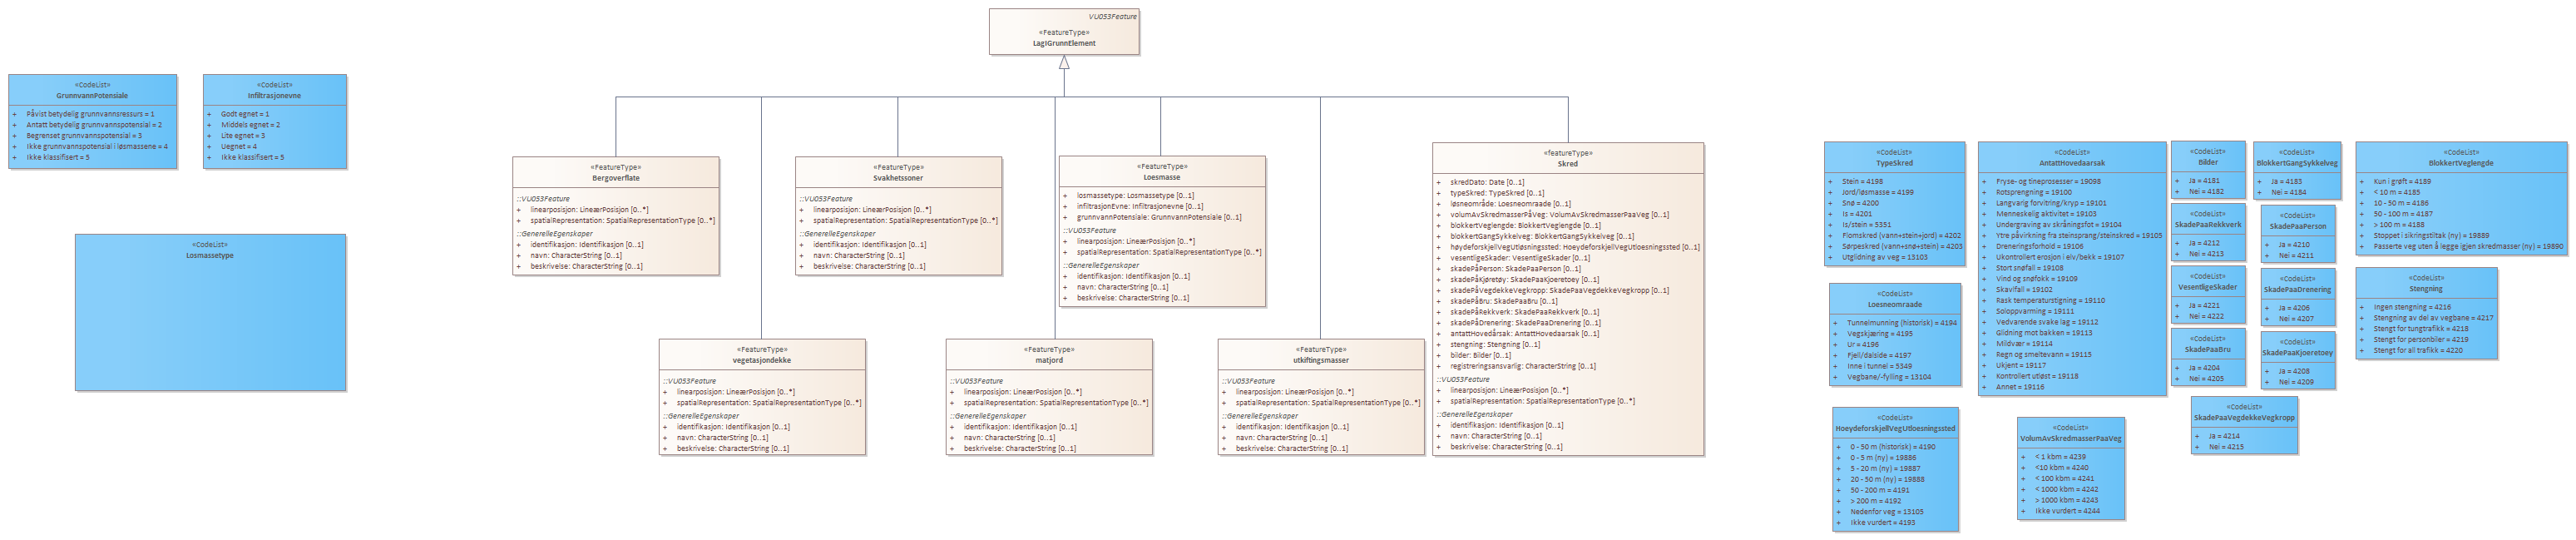 VU053Feature
«FeatureType»
LagIGrunnElement
«CodeList»
GrunnvannPotensiale
+ Påvist betydelig grunnvannsressurs = 1
+ Antatt betydelig grunnvannspotensial = 2
+ Begrenset grunnvannspotensial = 3
+ Ikke grunnvannspotensial i løsmassene = 4
+ Ikke klassifisert = 5
«CodeList»
Infiltrasjonevne
+ Godt egnet = 1
+ Middels egnet = 2
+ Lite egnet = 3
+ Uegnet = 4
+ Ikke klassifisert = 5
«CodeList»
Losmassetype
«FeatureType»
Bergoverflate
::VU053Feature
+ linearposisjon: LineærPosisjon [0..*]
+ spatialRepresentation: SpatialRepresentationType [0..*]
::GenerelleEgenskaper
+ identifikasjon: Identifikasjon [0..1]
+ navn: CharacterString [0..1]
+ beskrivelse: CharacterString [0..1]
«FeatureType»
Svakhetssoner
::VU053Feature
+ linearposisjon: LineærPosisjon [0..*]
+ spatialRepresentation: SpatialRepresentationType [0..*]
::GenerelleEgenskaper
+ identifikasjon: Identifikasjon [0..1]
+ navn: CharacterString [0..1]
+ beskrivelse: CharacterString [0..1]
«FeatureType»
Loesmasse
+ losmassetype: Losmassetype [0..1]
+ infiltrasjonEvne: Infiltrasjonevne [0..1]
+ grunnvannPotensiale: GrunnvannPotensiale [0..1]
::VU053Feature
+ linearposisjon: LineærPosisjon [0..*]
+ spatialRepresentation: SpatialRepresentationType [0..*]
::GenerelleEgenskaper
+ identifikasjon: Identifikasjon [0..1]
+ navn: CharacterString [0..1]
+ beskrivelse: CharacterString [0..1]
«featureType»
Skred
+ skredDato: Date [0..1]
+ typeSkred: TypeSkred [0..1]
+ løsneområde: Loesneomraade [0..1]
+ volumAvSkredmasserPåVeg: VolumAvSkredmasserPaaVeg [0..1]
+ blokkertVeglengde: BlokkertVeglengde [0..1]
+ blokkertGangSykkelveg: BlokkertGangSykkelveg [0..1]
+ høydeforskjellVegUtløsningssted: HoeydeforskjellVegUtloesningssted [0..1]
+ vesentligeSkader: VesentligeSkader [0..1]
+ skadePåPerson: SkadePaaPerson [0..1]
+ skadePåKjøretøy: SkadePaaKjoeretoey [0..1]
+ skadePåVegdekkeVegkropp: SkadePaaVegdekkeVegkropp [0..1]
+ skadePåBru: SkadePaaBru [0..1]
+ skadePåRekkverk: SkadePaaRekkverk [0..1]
+ skadePåDrenering: SkadePaaDrenering [0..1]
+ antattHovedårsak: AntattHovedaarsak [0..1]
+ stengning: Stengning [0..1]
+ bilder: Bilder [0..1]
+ registreringsansvarlig: CharacterString [0..1]
::VU053Feature
+ linearposisjon: LineærPosisjon [0..*]
+ spatialRepresentation: SpatialRepresentationType [0..*]
::GenerelleEgenskaper
+ identifikasjon: Identifikasjon [0..1]
+ navn: CharacterString [0..1]
+ beskrivelse: CharacterString [0..1]
«FeatureType»
vegetasjondekke
::VU053Feature
+ linearposisjon: LineærPosisjon [0..*]
+ spatialRepresentation: SpatialRepresentationType [0..*]
::GenerelleEgenskaper
+ identifikasjon: Identifikasjon [0..1]
+ navn: CharacterString [0..1]
+ beskrivelse: CharacterString [0..1]
«FeatureType»
matjord
::VU053Feature
+ linearposisjon: LineærPosisjon [0..*]
+ spatialRepresentation: SpatialRepresentationType [0..*]
::GenerelleEgenskaper
+ identifikasjon: Identifikasjon [0..1]
+ navn: CharacterString [0..1]
+ beskrivelse: CharacterString [0..1]
«FeatureType»
utkiftingsmasser
::VU053Feature
+ linearposisjon: LineærPosisjon [0..*]
+ spatialRepresentation: SpatialRepresentationType [0..*]
::GenerelleEgenskaper
+ identifikasjon: Identifikasjon [0..1]
+ navn: CharacterString [0..1]
+ beskrivelse: CharacterString [0..1]
«CodeList»
TypeSkred
+ Stein = 4198
+ Jord/løsmasse = 4199
+ Snø = 4200
+ Is = 4201
+ Is/stein = 5351
+ Flomskred (vann+stein+jord) = 4202
+ Sørpeskred (vann+snø+stein) = 4203
+ Utglidning av veg = 13103
«CodeList»
Loesneomraade
+ Tunnelmunning (historisk) = 4194
+ Vegskjæring = 4195
+ Ur = 4196
+ Fjell/dalside = 4197
+ Inne i tunnel = 5349
+ Vegbane/-fylling = 13104
«CodeList»
HoeydeforskjellVegUtloesningssted
+ 0 - 50 m (historisk) = 4190
+ 0 - 5 m (ny) = 19886
+ 5 - 20 m (ny) = 19887
+ 20 - 50 m (ny) = 19888
+ 50 - 200 m = 4191
+ > 200 m = 4192
+ Nedenfor veg = 13105
+ Ikke vurdert = 4193
«CodeList»
AntattHovedaarsak
+ Fryse- og tineprosesser = 19098
+ Rotsprengning = 19100
+ Langvarig forvitring/kryp = 19101
+ Menneskelig aktivitet = 19103
+ Undergraving av skråningsfot = 19104
+ Ytre påvirkning fra steinsprang/steinskred = 19105
+ Dreneringsforhold = 19106
+ Ukontrollert erosjon i elv/bekk = 19107
+ Stort snøfall = 19108
+ Vind og snøfokk = 19109
+ Skavlfall = 19102
+ Rask temperaturstigning = 19110
+ Soloppvarming = 19111
+ Vedvarende svake lag = 19112
+ Glidning mot bakken = 19113
+ Mildvær = 19114
+ Regn og smeltevann = 19115
+ Ukjent = 19117
+ Kontrollert utløst = 19118
+ Annet = 19116
«CodeList»
VolumAvSkredmasserPaaVeg
+ < 1 kbm = 4239
+ <10 kbm = 4240
+ < 100 kbm = 4241
+ < 1000 kbm = 4242
+ > 1000 kbm = 4243
+ Ikke vurdert = 4244
«CodeList»
Bilder
+ Ja = 4181
+ Nei = 4182
«CodeList»
SkadePaaRekkverk
+ Ja = 4212
+ Nei = 4213
«CodeList»
VesentligeSkader
+ Ja = 4221
+ Nei = 4222
«CodeList»
SkadePaaBru
+ Ja = 4204
+ Nei = 4205
«CodeList»
BlokkertGangSykkelveg
+ Ja = 4183
+ Nei = 4184
«CodeList»
SkadePaaPerson
+ Ja = 4210
+ Nei = 4211
«CodeList»
SkadePaaDrenering
+ Ja = 4206
+ Nei = 4207
«CodeList»
SkadePaaKjoeretoey
+ Ja = 4208
+ Nei = 4209
«CodeList»
SkadePaaVegdekkeVegkropp
+ Ja = 4214
+ Nei = 4215
«CodeList»
BlokkertVeglengde
+ Kun i grøft = 4189
+ < 10 m = 4185
+ 10 - 50 m = 4186
+ 50 - 100 m = 4187
+ > 100 m = 4188
+ Stoppet i sikringstiltak (ny) = 19889
+ Passerte veg uten å legge igjen skredmasser (ny) = 19890
«CodeList»
Stengning
+ Ingen stengning = 4216
+ Stengning av del av vegbane = 4217
+ Stengt for tungtrafikk = 4218
+ Stengt for personbiler = 4219
+ Stengt for all trafikk = 4220